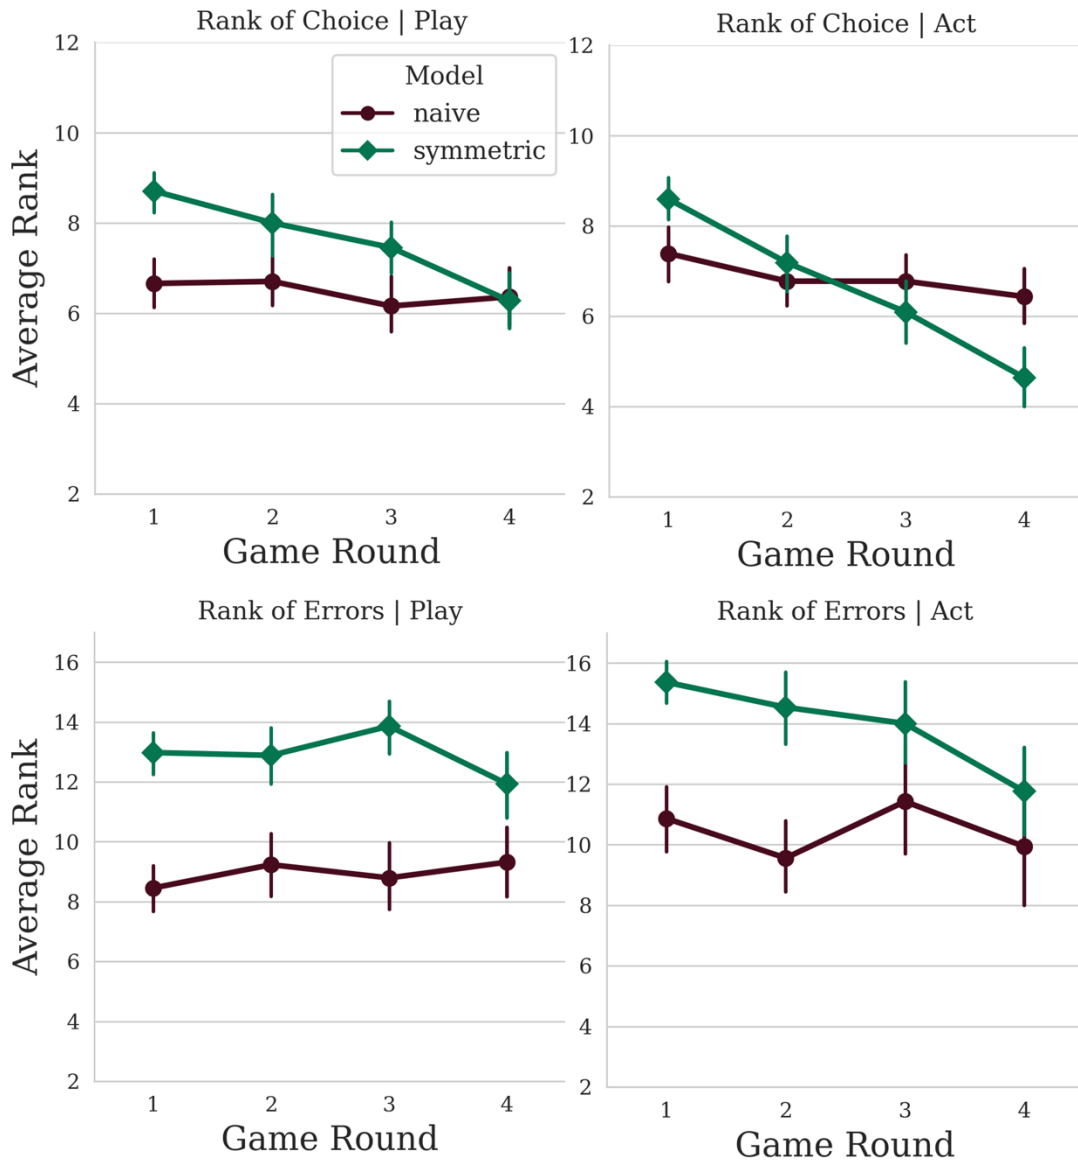 Rank of Choice | Play
12
10
8
6
4
2
1 2 3 4
Average Rank
Game Round
Model
naive
symmetric
Rank of Choice | Act
12
10
8
6
4
2
1 2 3 4
Game Round
Rank of Errors | Play
16
14
12
10
8
6
4
2
1 2 3 4
Average Rank
Game Round
Rank of Errors | Act
16
14
12
10
8
6
4
2
1 2 3 4
Game Round